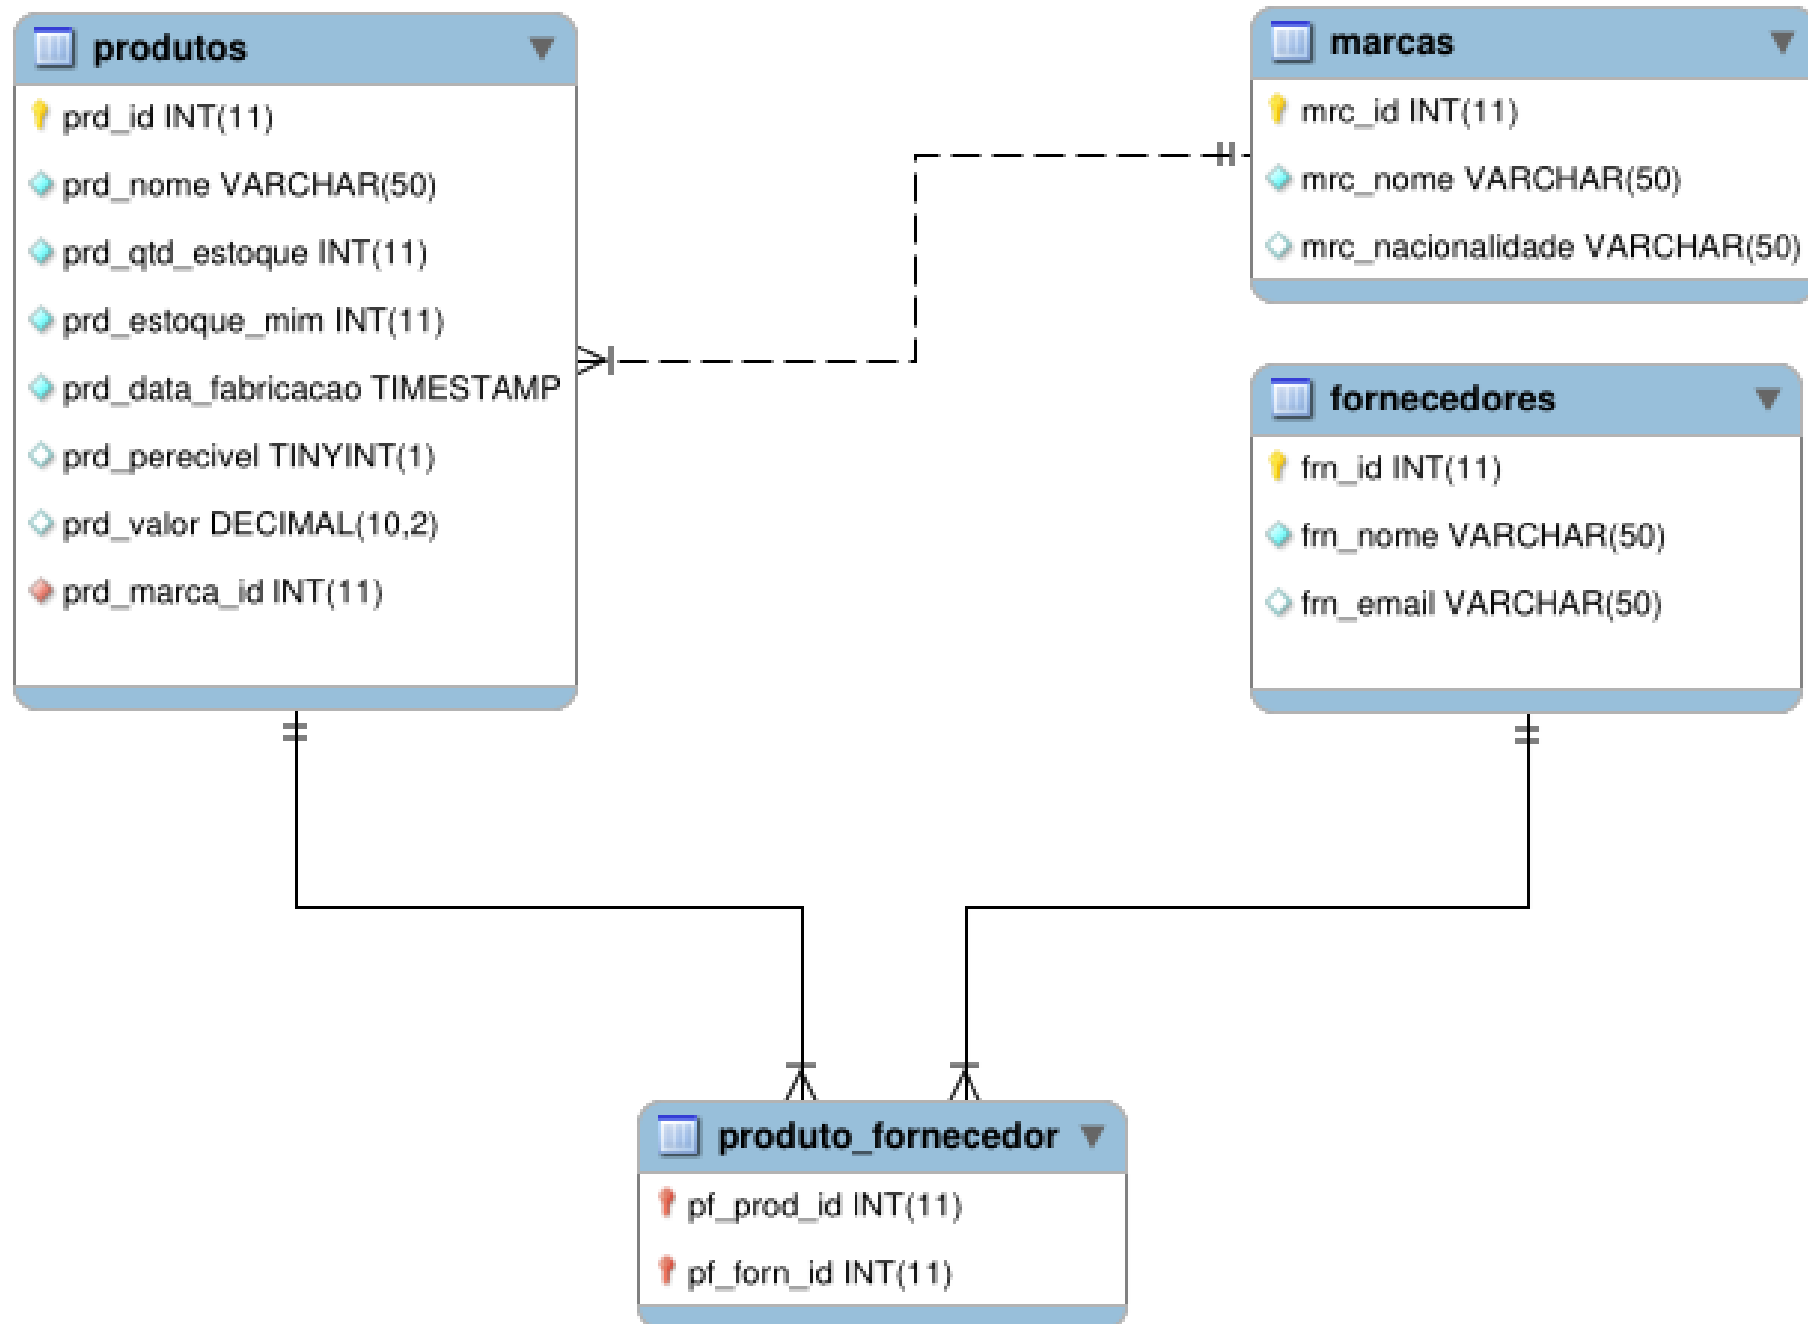 produtos
prd_id INT(11)
prd_nome VARCHAR(50)
prd_qtd_estoque INT(11)
prd_estoque_mim INT(11)
prd_data_fabricacao TIMESTAMP
prd_perecivel TINYINT(1)
prd_valor DECIMAL(10,2)
prd_marca_id INT(11)
marcas
mrc_id INT(11)
mrc_nome VARCHAR(50)
mrc_nacionalidade VARCHAR(50)
fornecedores
frn_id INT(11)
frn_nome VARCHAR(50)
frn_email VARCHAR(50)
produto_fornecedor
pf_prod_id INT(11)
pf_forn_id INT(11)